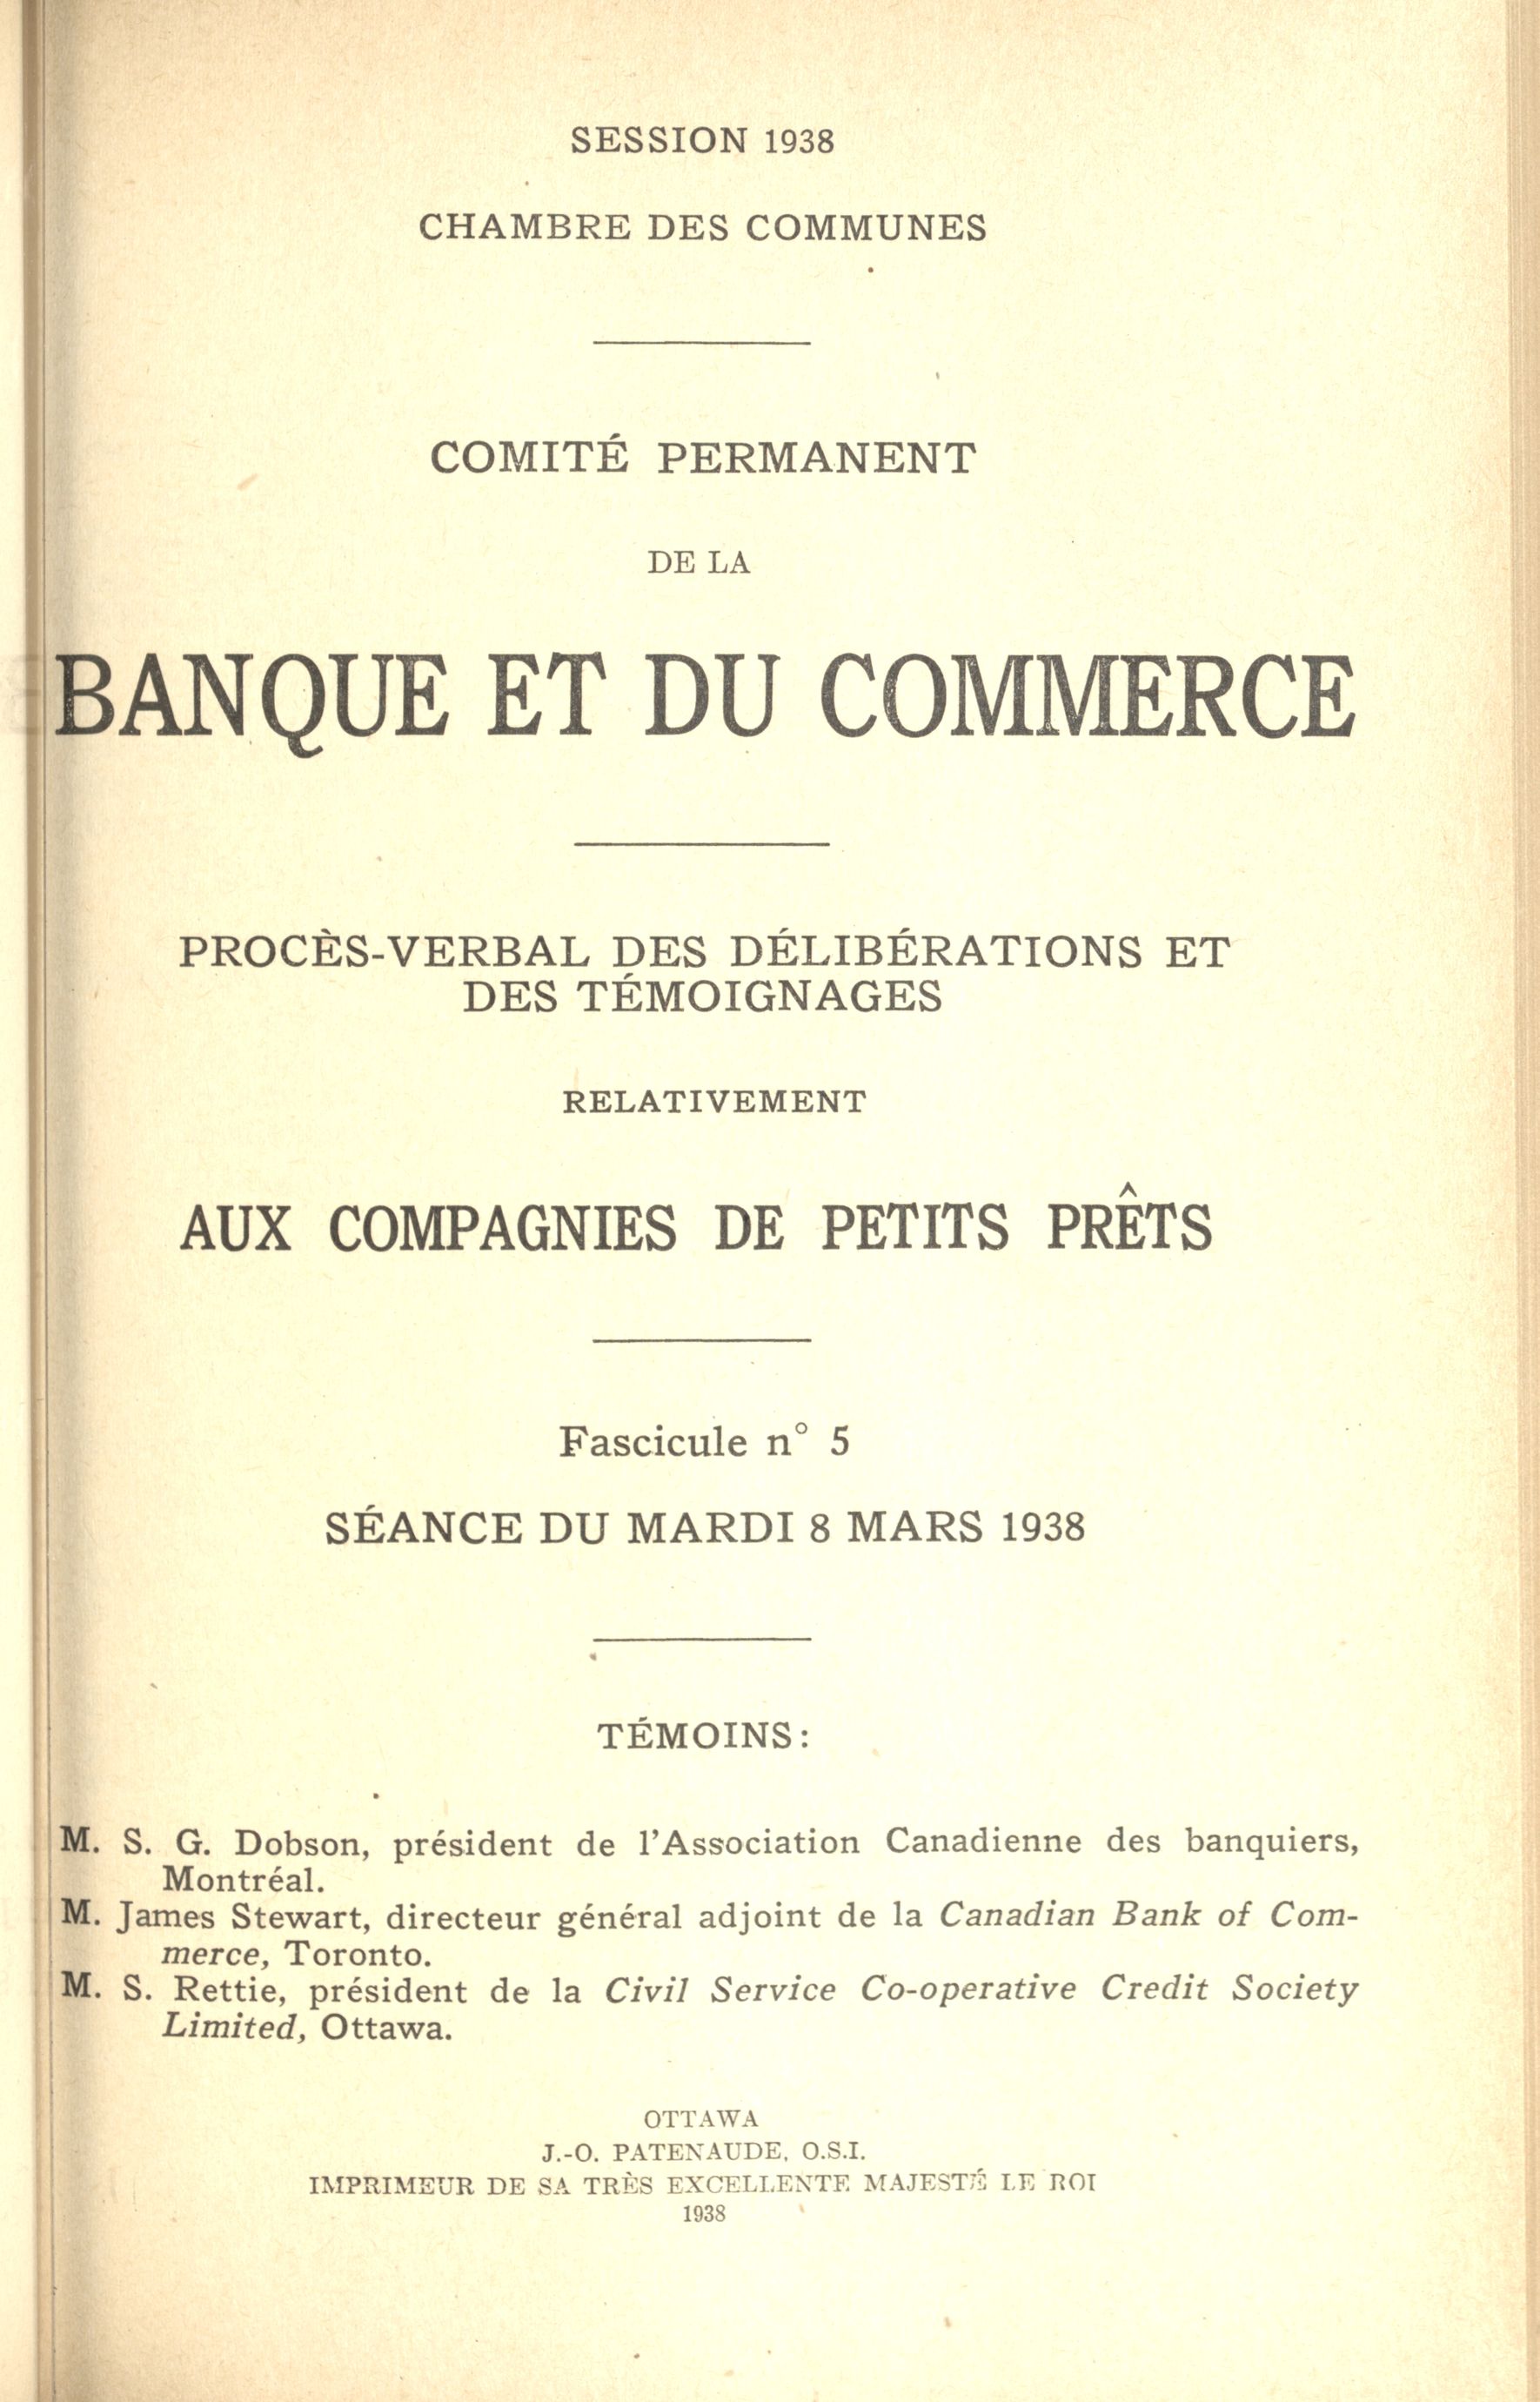 SESSION 1938
CHAMBRE DES COMMUNES
COMITÉ PERMANENT
DE LA
BANQUE ET DU COMMERCE
PROCÈS-VERBAL DES DÉLIBÉRATIONS ET
DES TÉMOIGNAGES
RELATIVEMENT
AUX COMPAGNIES DE PETITS PRÊTS
Fascicule n° 5
SÉANCE DU MARDI 8 MARS 1938
TÉMOINS:
M. S. G. Dobson, président de l'Association Canadienne des banquiers,
Montréal.
M. James Stewart, directeur général adjoint de la Canadian Bank of Com-
merce, Toronto.
M. S. Rettie, président de la Civil Service Co-operative Credit Society
Limited, Ottawa.
OTTAWA
J.-O. PATENAUDE, O.S.I.
IMPRIMEUR DE SA TRÈS EXCELLENTE MAJESTÉ LE ROI
1938